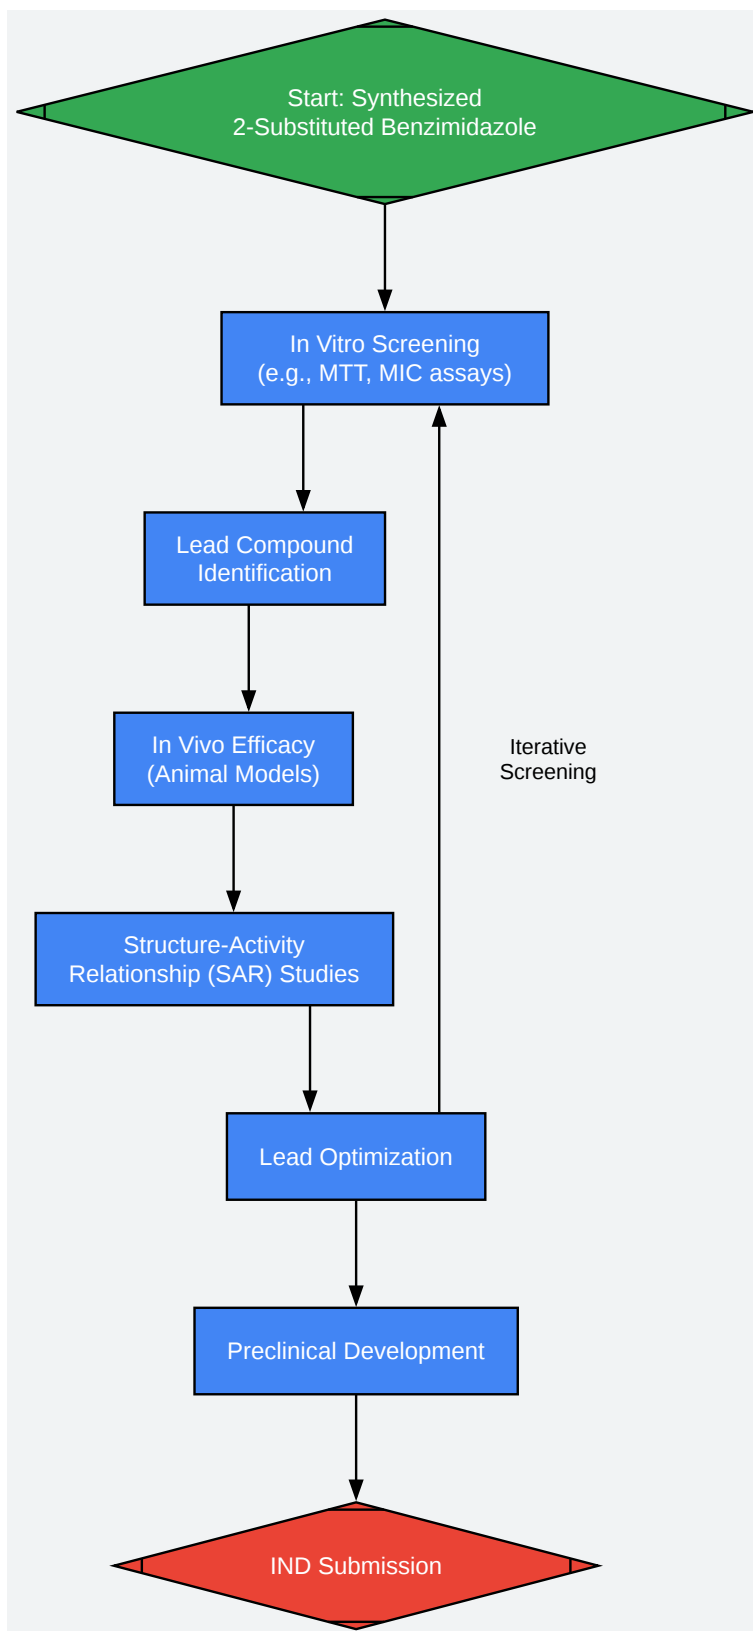 Start: Synthesized
2-Substituted Benzimidazole
In Vitro Screening
(e.g., MTT, MIC assays)
Lead Compound
Identification
In Vivo Efficacy
(Animal Models)
Iterative
Screening
Structure-Activity
Relationship (SAR) Studies
Lead Optimization
Preclinical Development
IND Submission